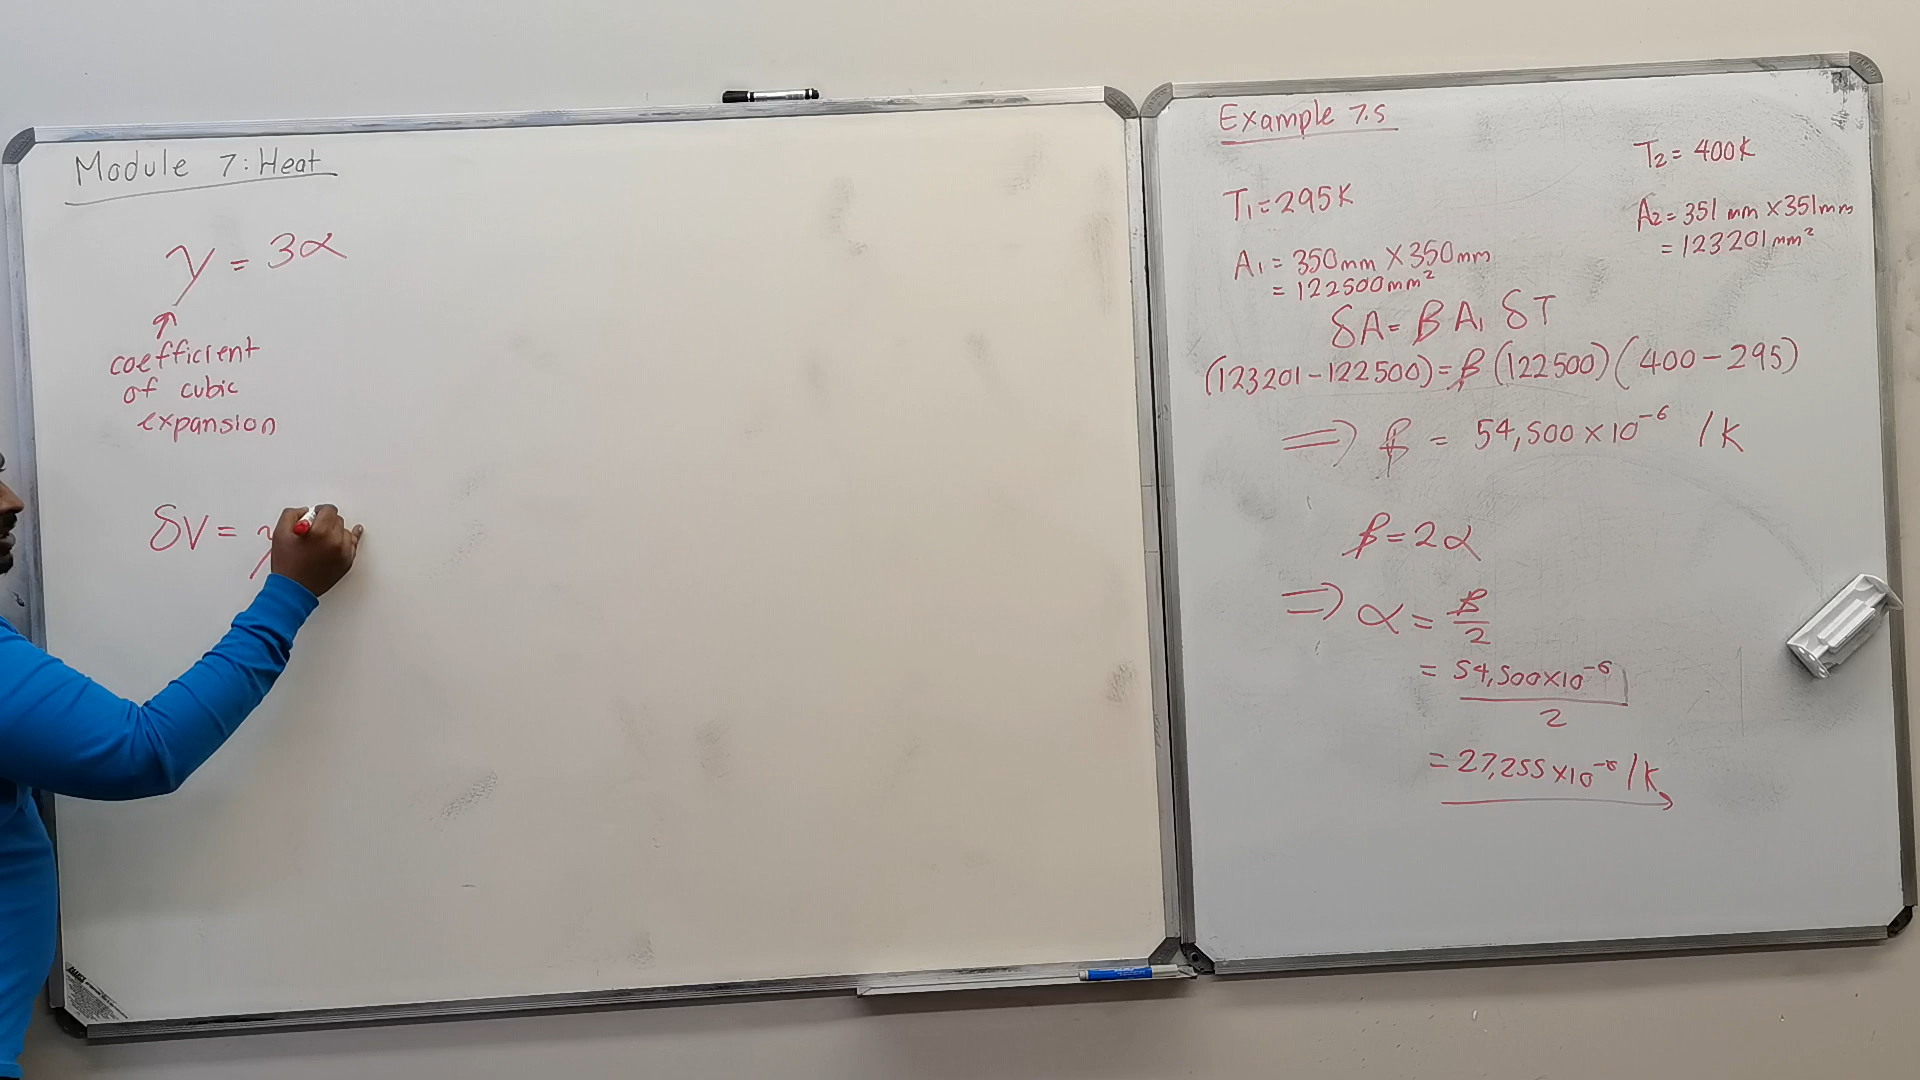 Module 7: Heat
γ = 3α
coefficient
of cubic
expansion
δV = γ
Example 7.5
T₁ = 295K
T₂ = 400K
A₁ = 350mm × 350mm
= 122500mm²
A₂ = 351 mm × 351mm
= 123201mm²
δA = β A₁ δT
(123201 - 122500) = β (122500) (400 - 295)
⇒ β = 54,500 × 10⁻⁶ /K
β = 2α
⇒ α = β/2
= 54,500×10⁻⁶ / 2
= 27,255 × 10⁻⁶ /K